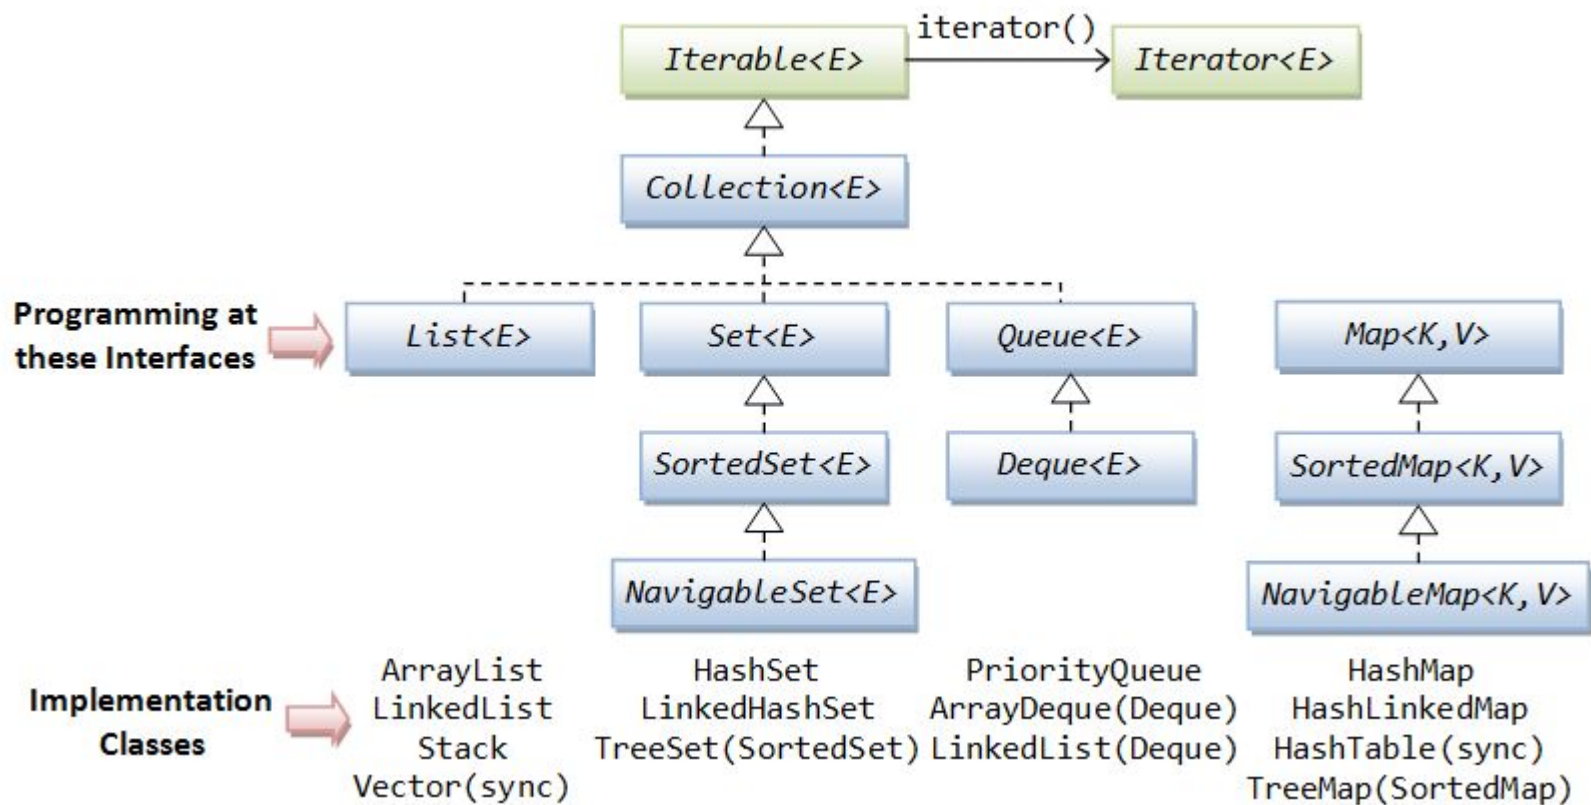 iterator()
Iterable<E>
Iterator<E>
Collection<E>
Programming at
these Interfaces
List<E>
Set<E>
Queue<E>
Map<K,V>
SortedSet<E>
Deque<E>
SortedMap<K,V>
NavigableSet<E>
NavigableMap<K,V>
Implementation
Classes
ArrayList
LinkedList
Stack
Vector(sync)
HashSet
LinkedHashSet
TreeSet(SortedSet)
PriorityQueue
ArrayDeque(Deque)
LinkedList(Deque)
HashMap
HashLinkedMap
HashTable(sync)
TreeMap(SortedMap)